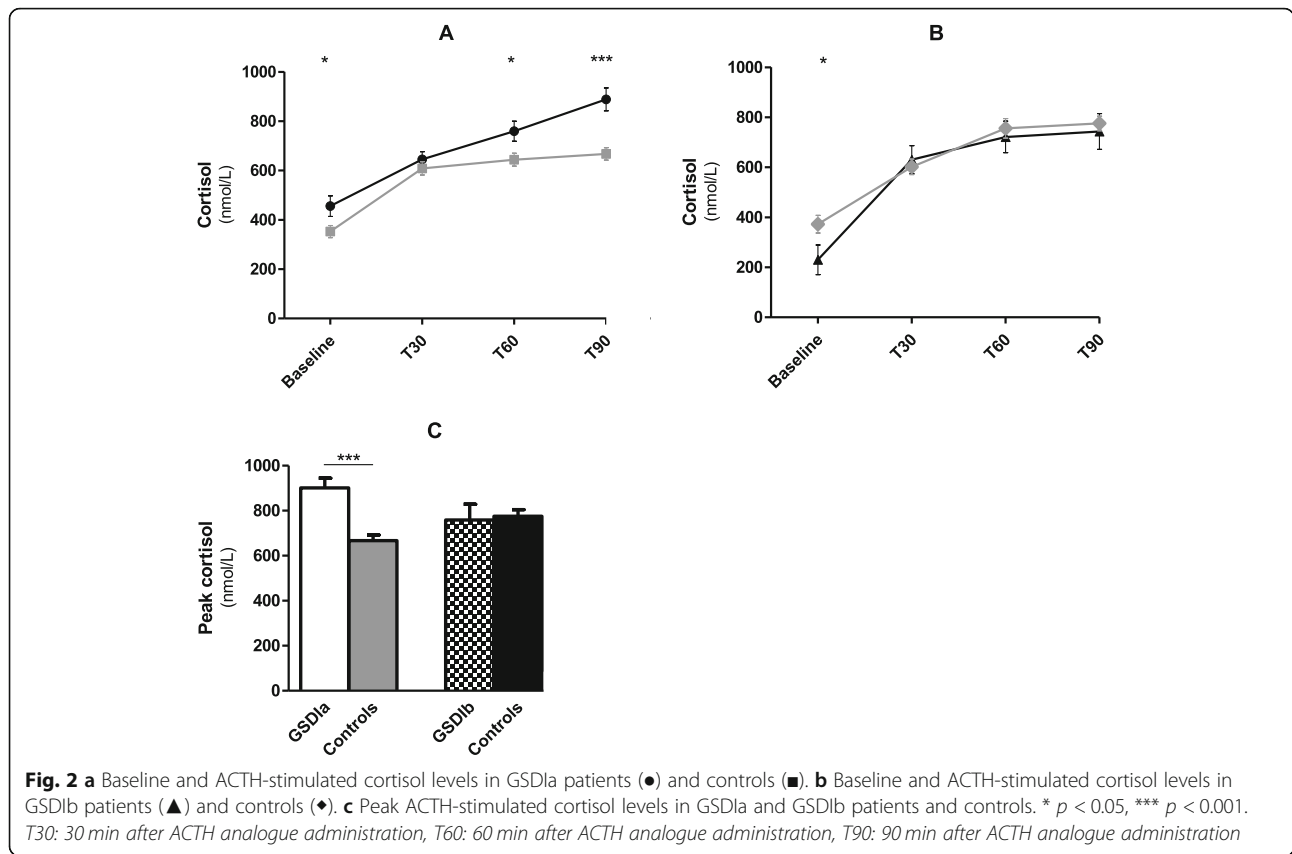 A
* * ***
1000
800
600
400
200
0
Cortisol
(nmol/L)
Baseline
T30
T60
T90
B
*
1000
800
600
400
200
0
Cortisol
(nmol/L)
Baseline
T30
T60
T90
C
***
1000
800
600
400
200
0
Peak cortisol
(nmol/L)
GSDIa
Controls
GSDIb
Controls
Fig. 2 a Baseline and ACTH-stimulated cortisol levels in GSDIa patients (●) and controls (■). b Baseline and ACTH-stimulated cortisol levels in
GSDIb patients (▲) and controls (◆). c Peak ACTH-stimulated cortisol levels in GSDIa and GSDIb patients and controls. * p < 0.05, *** p < 0.001.
T30: 30 min after ACTH analogue administration, T60: 60 min after ACTH analogue administration, T90: 90 min after ACTH analogue administration